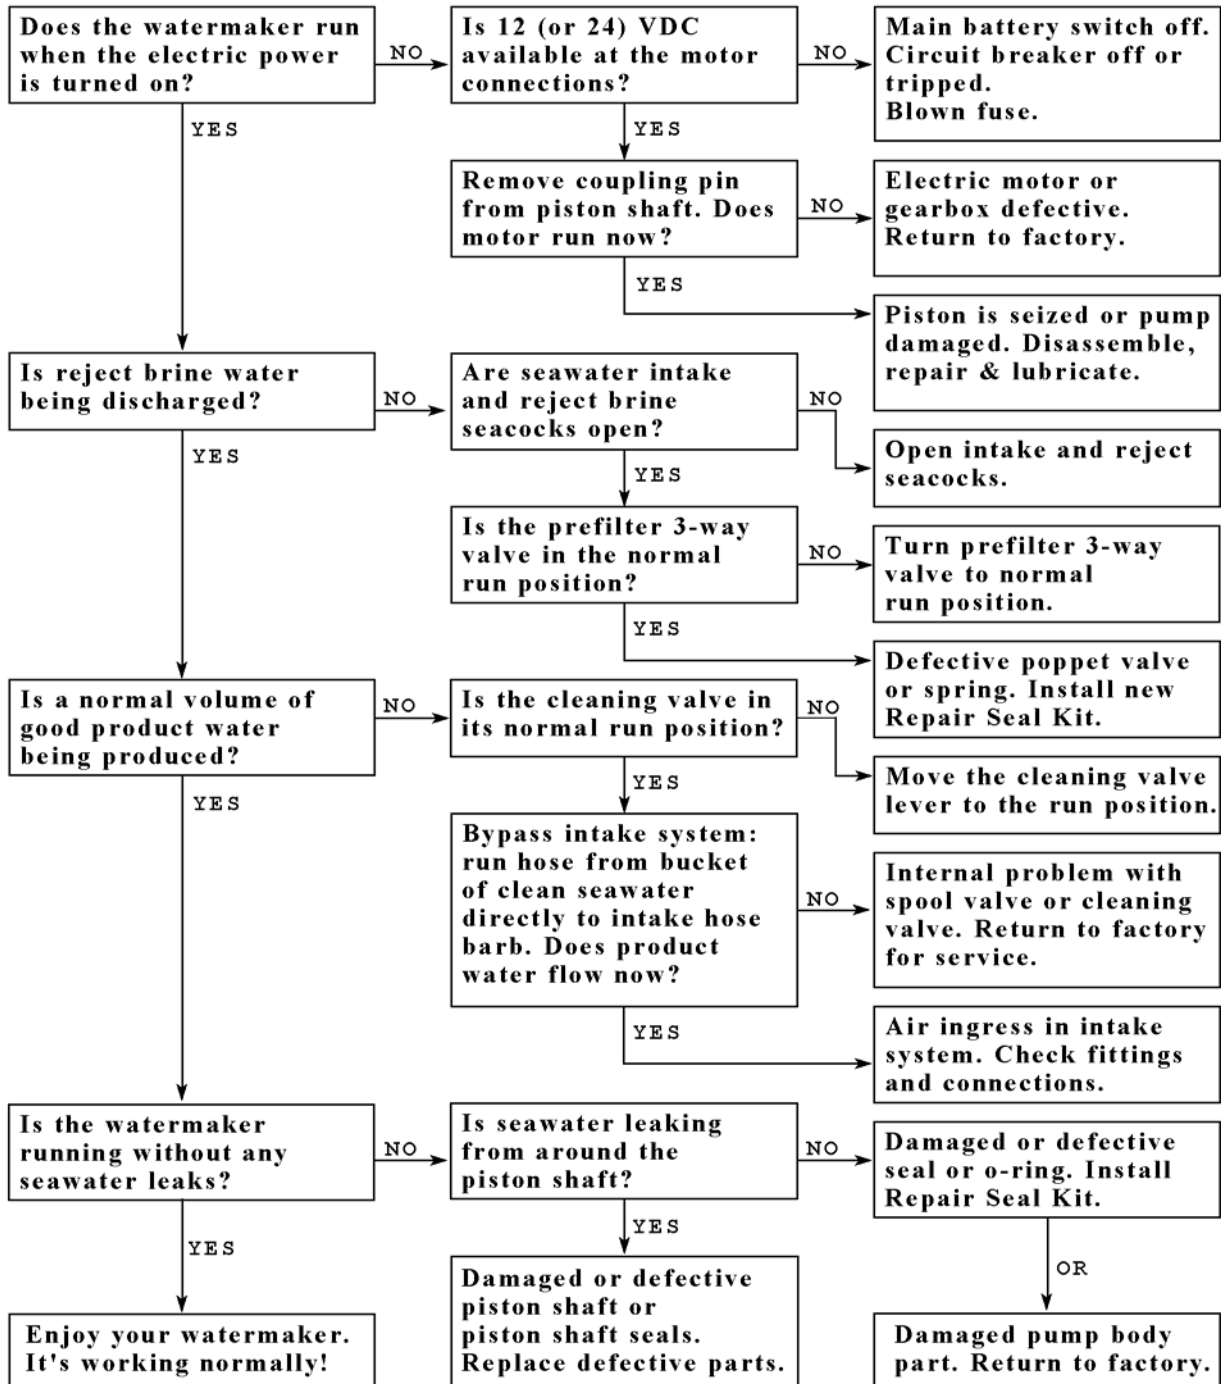 Does the watermaker run
when the electric power
is turned on?
NO
Is 12 (or 24) VDC
available at the motor
connections?
NO
Main battery switch off.
Circuit breaker off or
tripped.
Blown fuse.
YES
YES
Remove coupling pin
from piston shaft. Does
motor run now?
NO
Electric motor or
gearbox defective.
Return to factory.
YES
Piston is seized or pump
damaged. Disassemble,
repair & lubricate.
Is reject brine water
being discharged?
NO
Are seawater intake
and reject brine
seacocks open?
NO
Open intake and reject
seacocks.
YES
YES
Is the prefilter 3-way
valve in the normal
run position?
NO
Turn prefilter 3-way
valve to normal
run position.
YES
Defective poppet valve
or spring. Install new
Repair Seal Kit.
Is a normal volume of
good product water
being produced?
NO
Is the cleaning valve in
its normal run position?
NO
Move the cleaning valve
lever to the run position.
YES
YES
Bypass intake system:
run hose from bucket
of clean seawater
directly to intake hose
barb. Does product
water flow now?
NO
Internal problem with
spool valve or cleaning
valve. Return to factory
for service.
YES
Air ingress in intake
system. Check fittings
and connections.
Is the watermaker
running without any
seawater leaks?
NO
Is seawater leaking
from around the
piston shaft?
NO
Damaged or defective
seal or o-ring. Install
Repair Seal Kit.
YES
YES
OR
Enjoy your watermaker.
It's working normally!
Damaged or defective
piston shaft or
piston shaft seals.
Replace defective parts.
Damaged pump body
part. Return to factory.